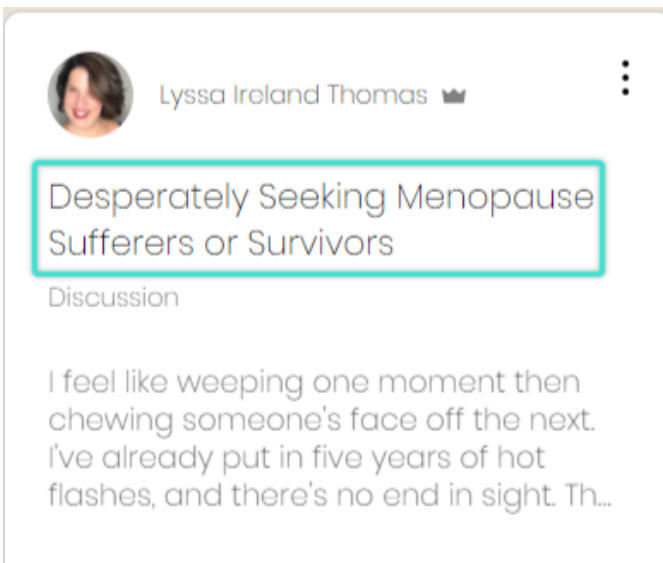 Lyssa Ireland Thomas
Desperately Seeking Menopause
Sufferers or Survivors
Discussion
I feel like weeping one moment then
chewing someone's face off the next.
I've already put in five years of hot
flashes, and there's no end in sight. Th...